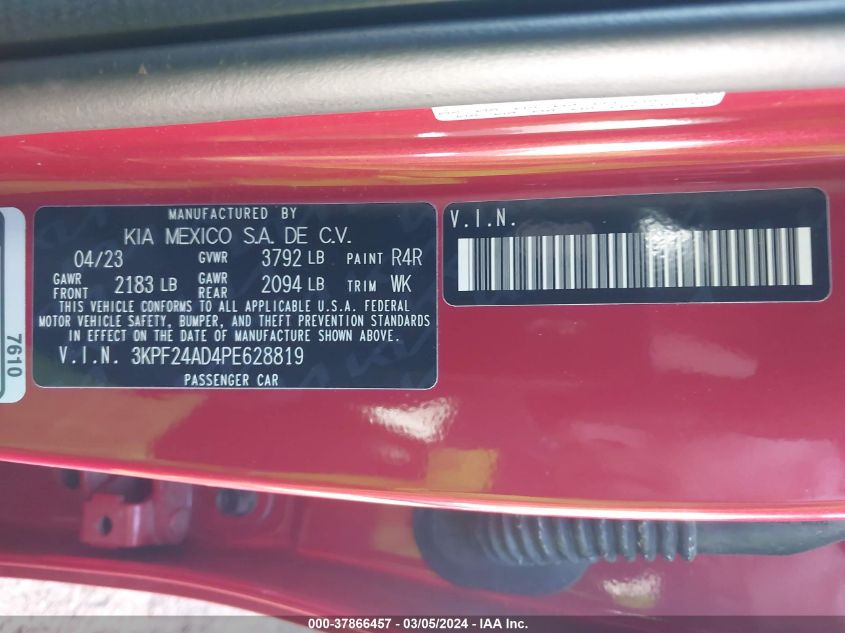 MANUFACTURED BY
KIA MEXICO S.A. DE C.V.
04/23 GVWR 3792 LB PAINT R4R
GAWR FRONT 2183 LB GAWR REAR 2094 LB TRIM WK
THIS VEHICLE CONFORMS TO ALL APPLICABLE U.S.A. FEDERAL
MOTOR VEHICLE SAFETY, BUMPER, AND THEFT PREVENTION STANDARDS
IN EFFECT ON THE DATE OF MANUFACTURE SHOWN ABOVE.
V.I.N. 3KPF24AD4PE628819
PASSENGER CAR
V.I.N.
7610
000-37866457 - 03/05/2024 - IAA Inc.